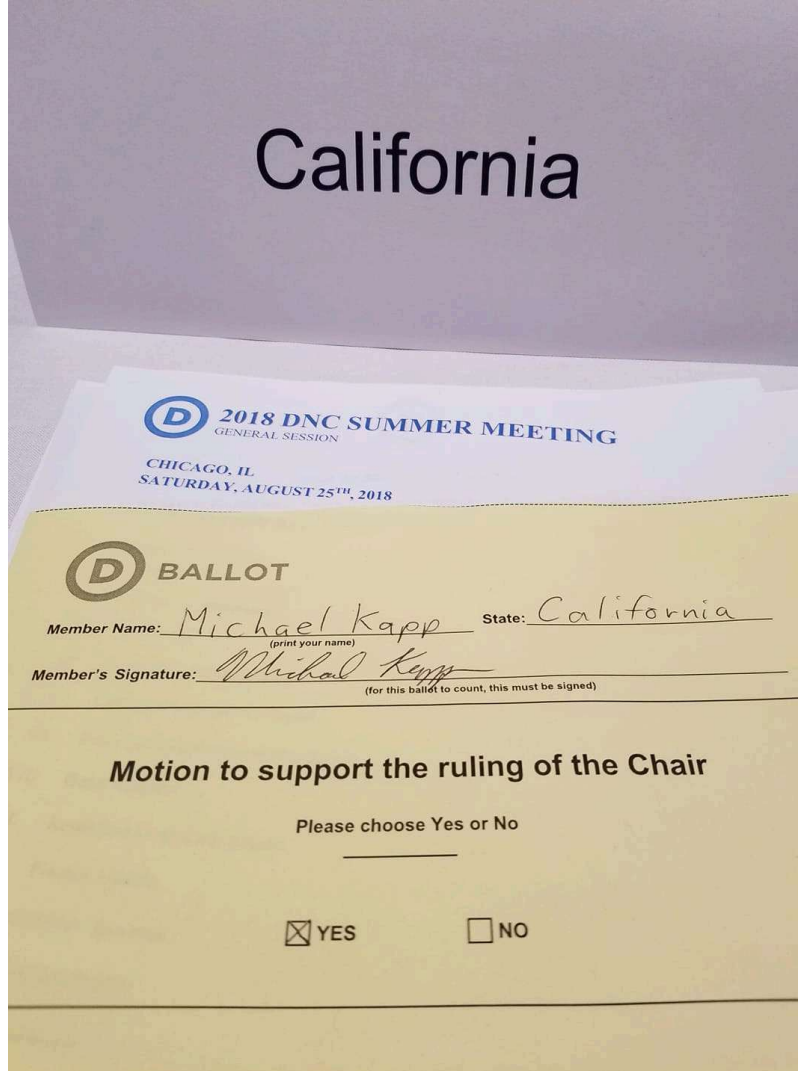 California
D 2018 DNC SUMMER MEETING
GENERAL SESSION
CHICAGO, IL
SATURDAY, AUGUST 25TH, 2018
D BALLOT
Member Name: Michael Kapp State: California
(print your name)
Member's Signature: Michael Kapp
(for this ballot to count, this must be signed)
Motion to support the ruling of the Chair
Please choose Yes or No
☒ YES ☐ NO